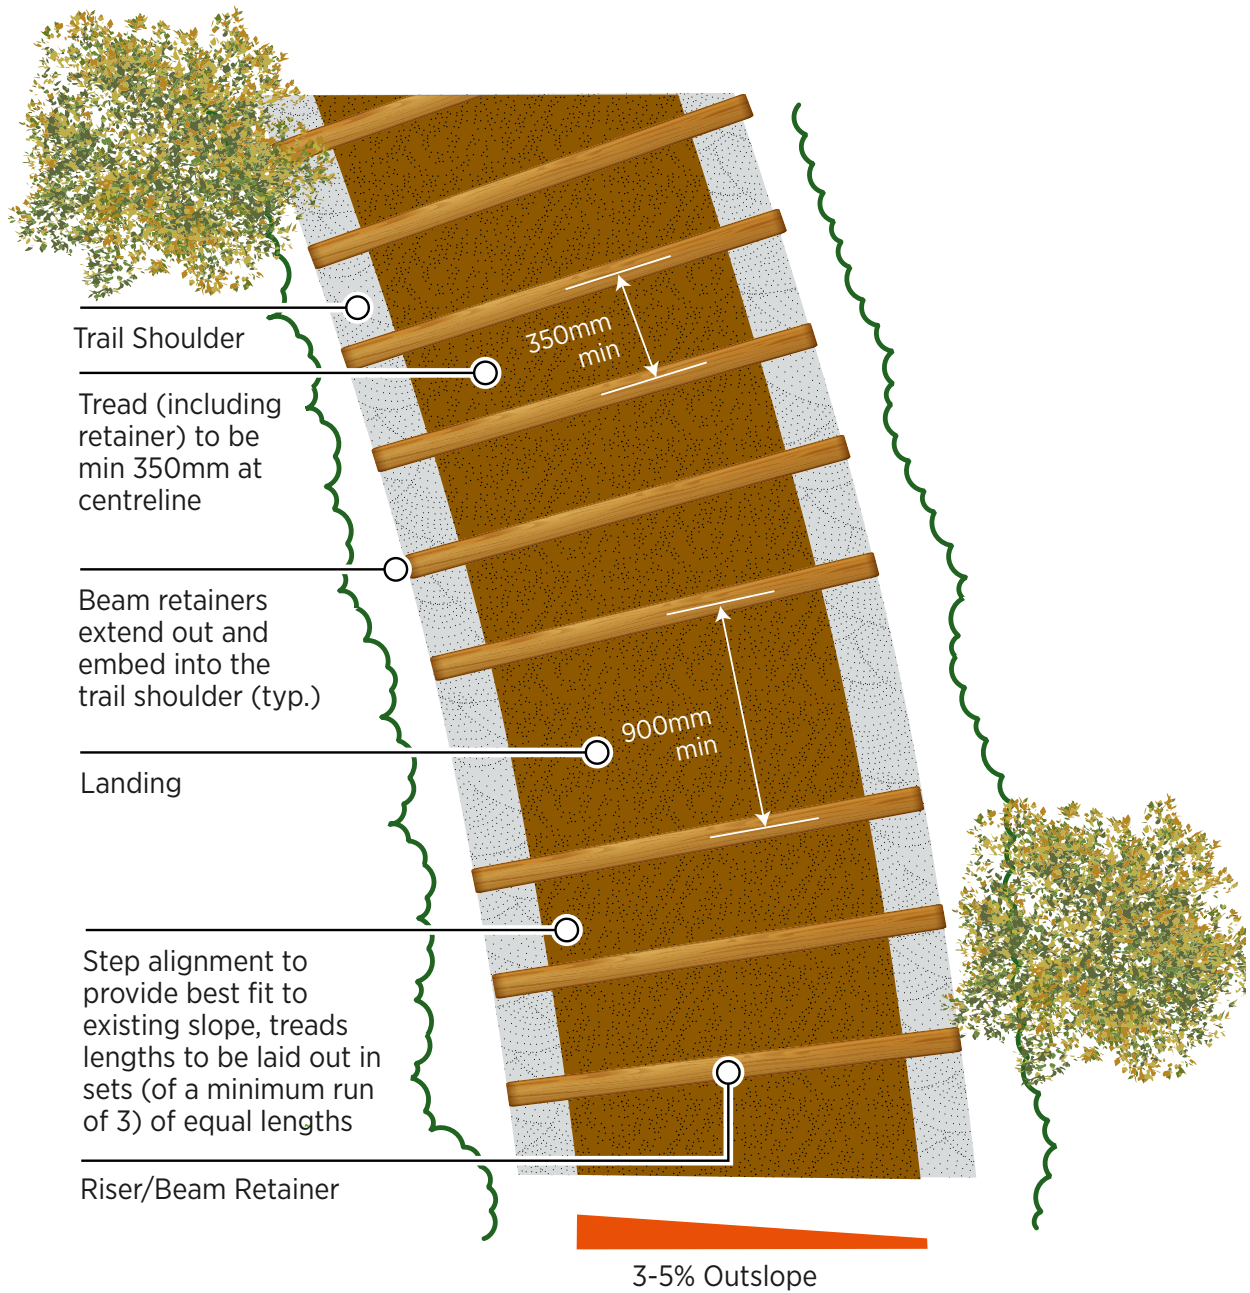 Trail Shoulder
350mm
min
Tread (including
retainer) to be
min 350mm at
centreline
Beam retainers
extend out and
embed into the
trail shoulder (typ.)
900mm
min
Landing
Step alignment to
provide best fit to
existing slope, treads
lengths to be laid out in
sets (of a minimum run
of 3) of equal lengths
Riser/Beam Retainer
3-5% Outslope